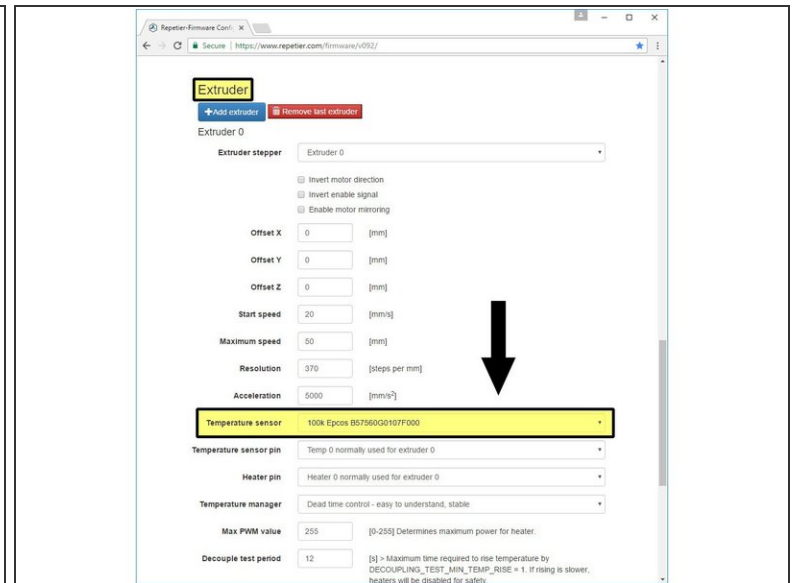 Repetier-Firmware Confi
Secure | https://www.repetier.com/firmware/v092/
Extruder
+Add extruder
Remove last extruder
Extruder 0
Extruder stepper
Extruder 0
Invert motor direction
Invert enable signal
Enable motor mirroring
Offset X 0 [mm]
Offset Y 0 [mm]
Offset Z 0 [mm]
Start speed 20 [mm/s]
Maximum speed 50 [mm]
Resolution 370 [steps per mm]
Acceleration 5000 [mm/s²]
Temperature sensor 100k Epcos B57560G0107F000
Temperature sensor pin Temp 0 normally used for extruder 0
Heater pin Heater 0 normally used for extruder 0
Temperature manager Dead time control - easy to understand, stable
Max PWM value 255 [0-255] Determines maximum power for heater.
Decouple test period 12 [s] > Maximum time required to rise temperature by
DECOUPLING_TEST_MIN_TEMP_RISE = 1. If rising is slower,
heaters will be disabled for safety.